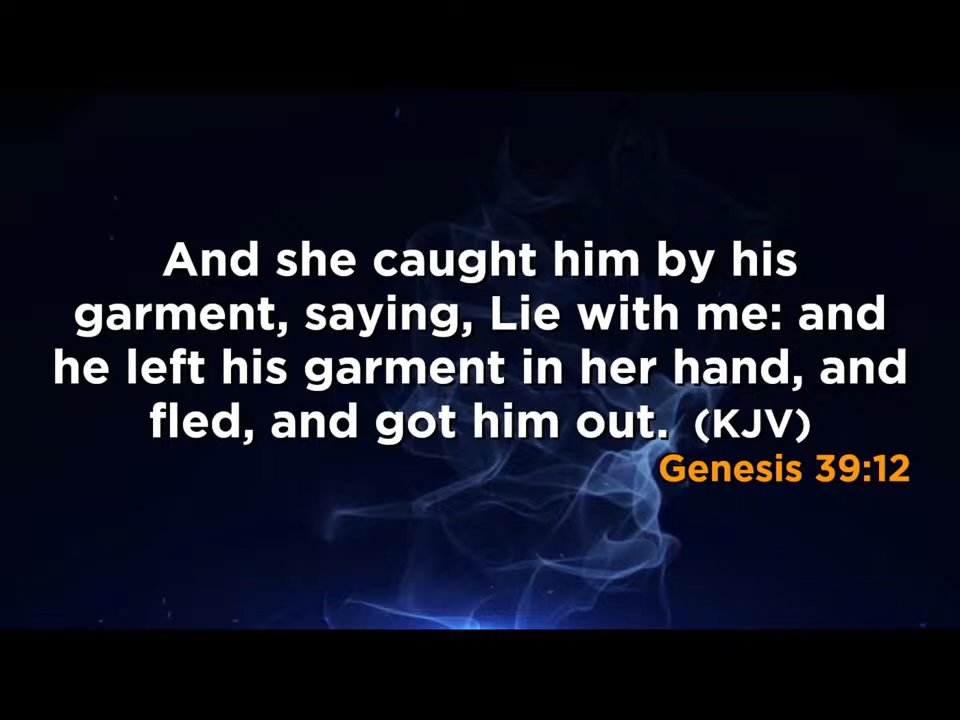 And she caught him by his
garment, saying, Lie with me: and
he left his garment in her hand, and
fled, and got him out. (KJV)
Genesis 39:12